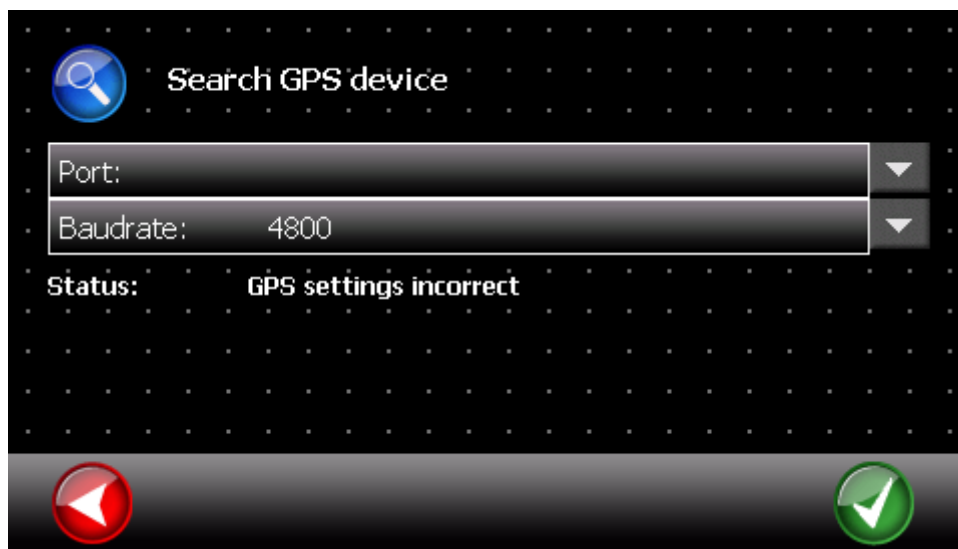 Search GPS device
Port:
Baudrate: 4800
Status: GPS settings incorrect